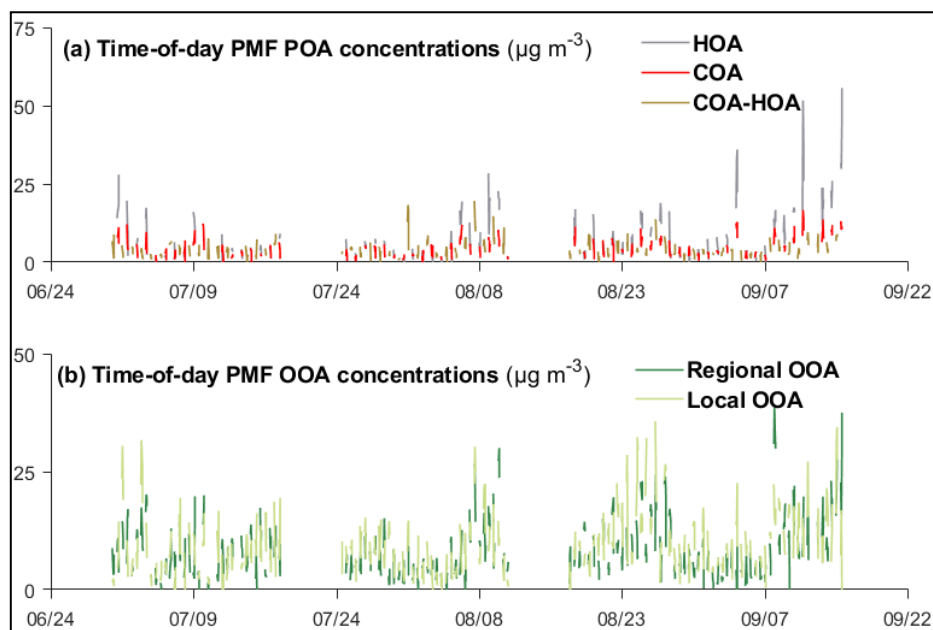 75
(a) Time-of-day PMF POA concentrations (µg m-3)
HOA
COA
COA-HOA
50
25
0
06/24 07/09 07/24 08/08 08/23 09/07 09/22
50
(b) Time-of-day PMF OOA concentrations (µg m-3)
Regional OOA
Local OOA
25
0
06/24 07/09 07/24 08/08 08/23 09/07 09/22